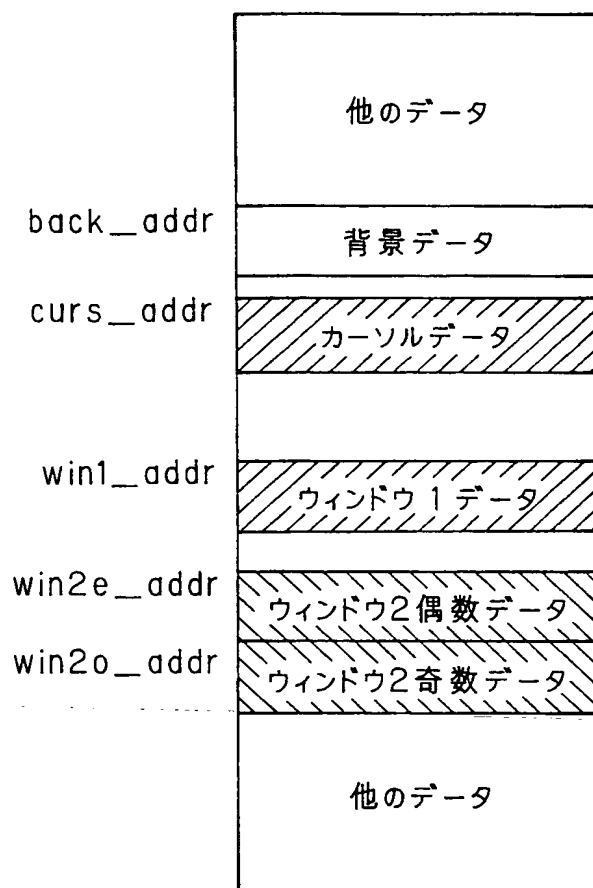 他のデータ
back_addr
背景データ
curs_addr
カーソルデータ
win1_addr
ウィンドウ1データ
win2e_addr
ウィンドウ2偶数データ
win2o_addr
ウィンドウ2奇数データ
他のデータ